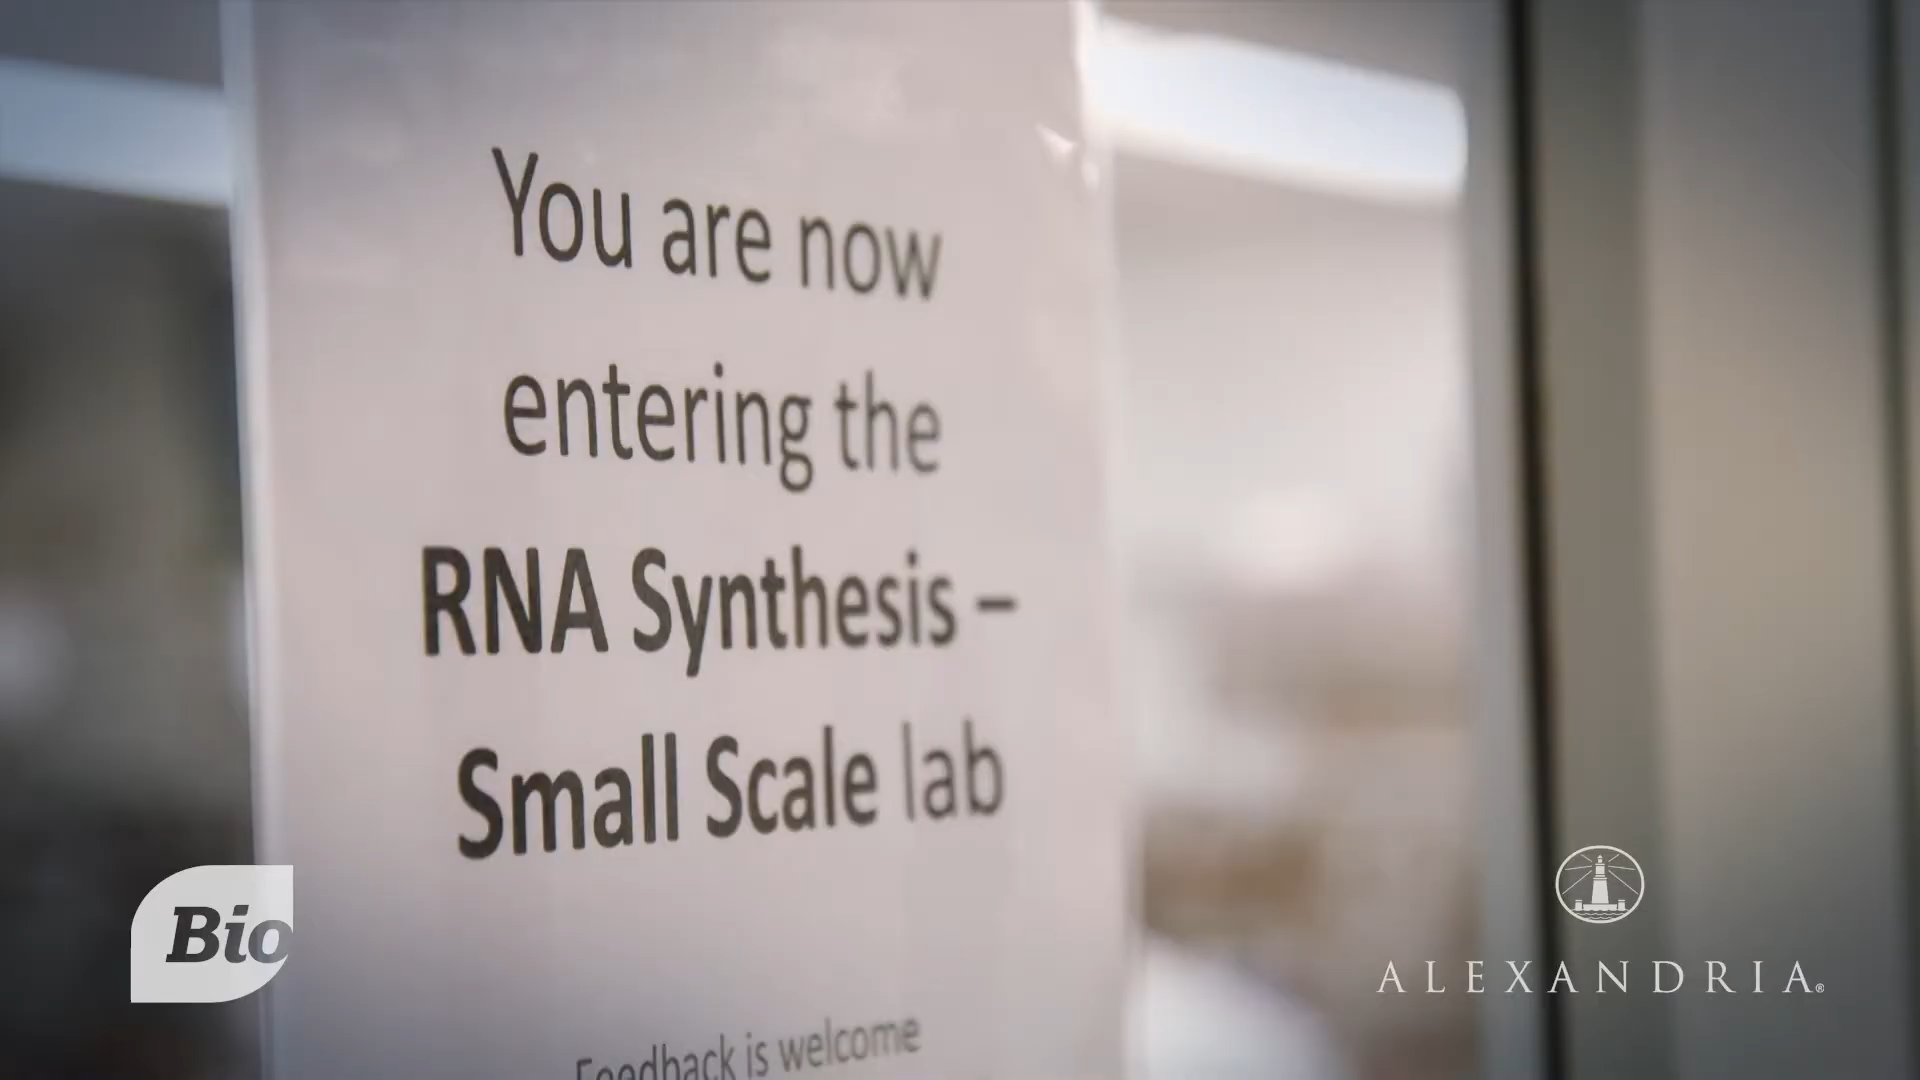 You are now
entering the
RNA Synthesis –
Small Scale lab
Feedback is welcome
Bio
ALEXANDRIA®